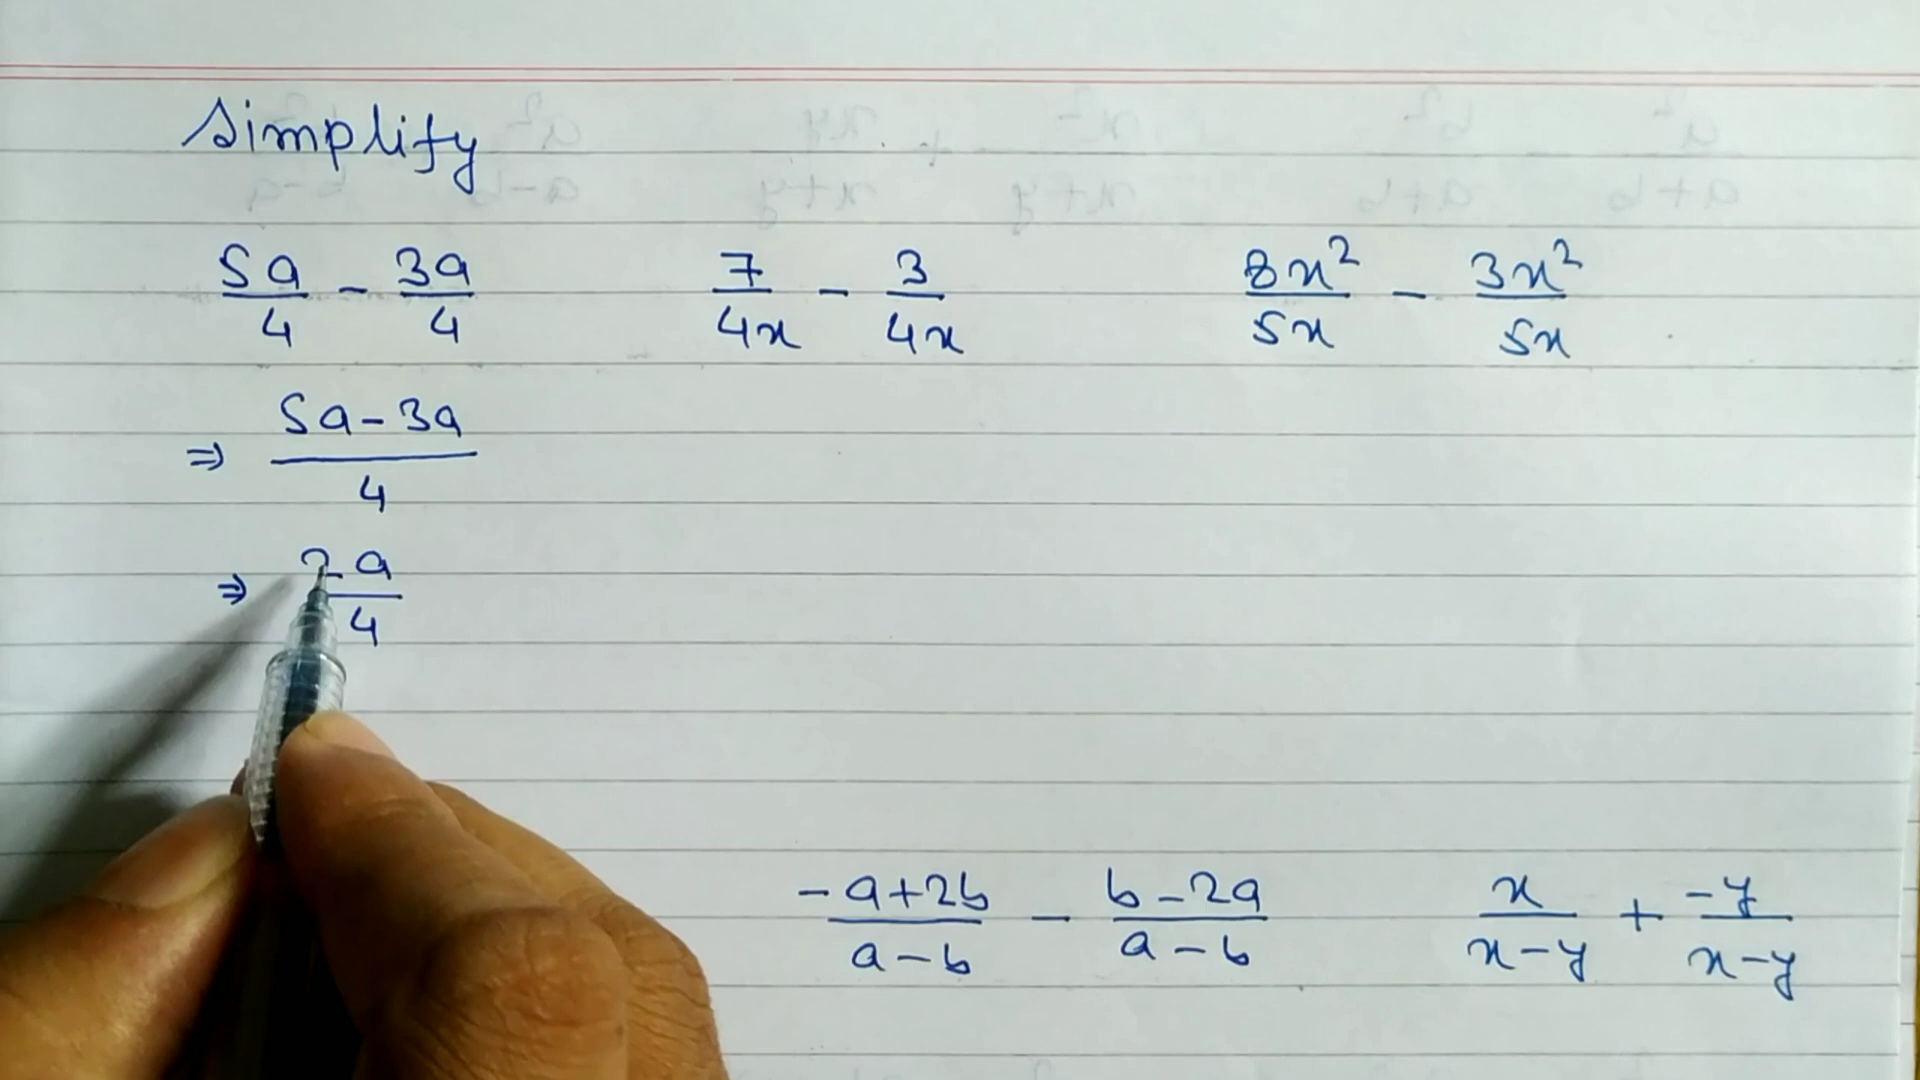 Simplify
5a/4 - 3a/4    7/4x - 3/4x    8x²/5x - 3x²/5x
⇒ (5a - 3a)/4
⇒ 2a/4
(-a+2b)/(a-b) - (b-2a)/(a-b)    x/(x-y) + -y/(x-y)